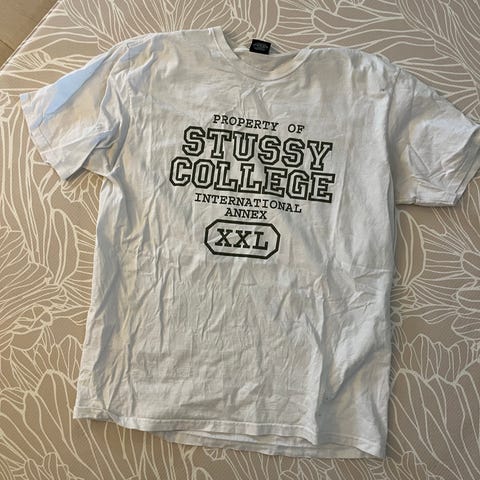 PROPERTY OF
STUSSY
COLLEGE
INTERNATIONAL
ANNEX
XXL